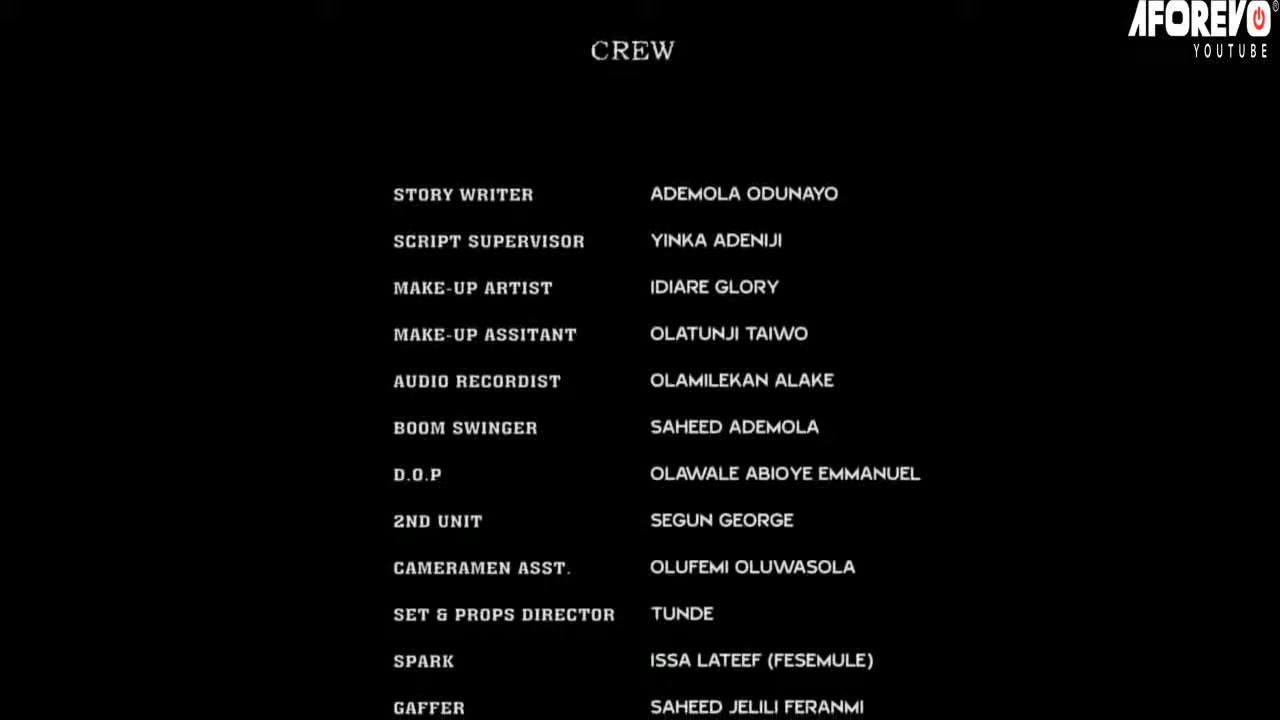 AFOREVO®
YOUTUBE
CREW
STORY WRITER ADEMOLA ODUNAYO
SCRIPT SUPERVISOR YINKA ADENIJI
MAKE-UP ARTIST IDIARE GLORY
MAKE-UP ASSITANT OLATUNJI TAIWO
AUDIO RECORDIST OLAMILEKAN ALAKE
BOOM SWINGER SAHEED ADEMOLA
D.O.P OLAWALE ABIOYE EMMANUEL
2ND UNIT SEGUN GEORGE
CAMERAMEN ASST. OLUFEMI OLUWASOLA
SET & PROPS DIRECTOR TUNDE
SPARK ISSA LATEEF (FESEMULE)
GAFFER SAHEED JELILI FERANMI